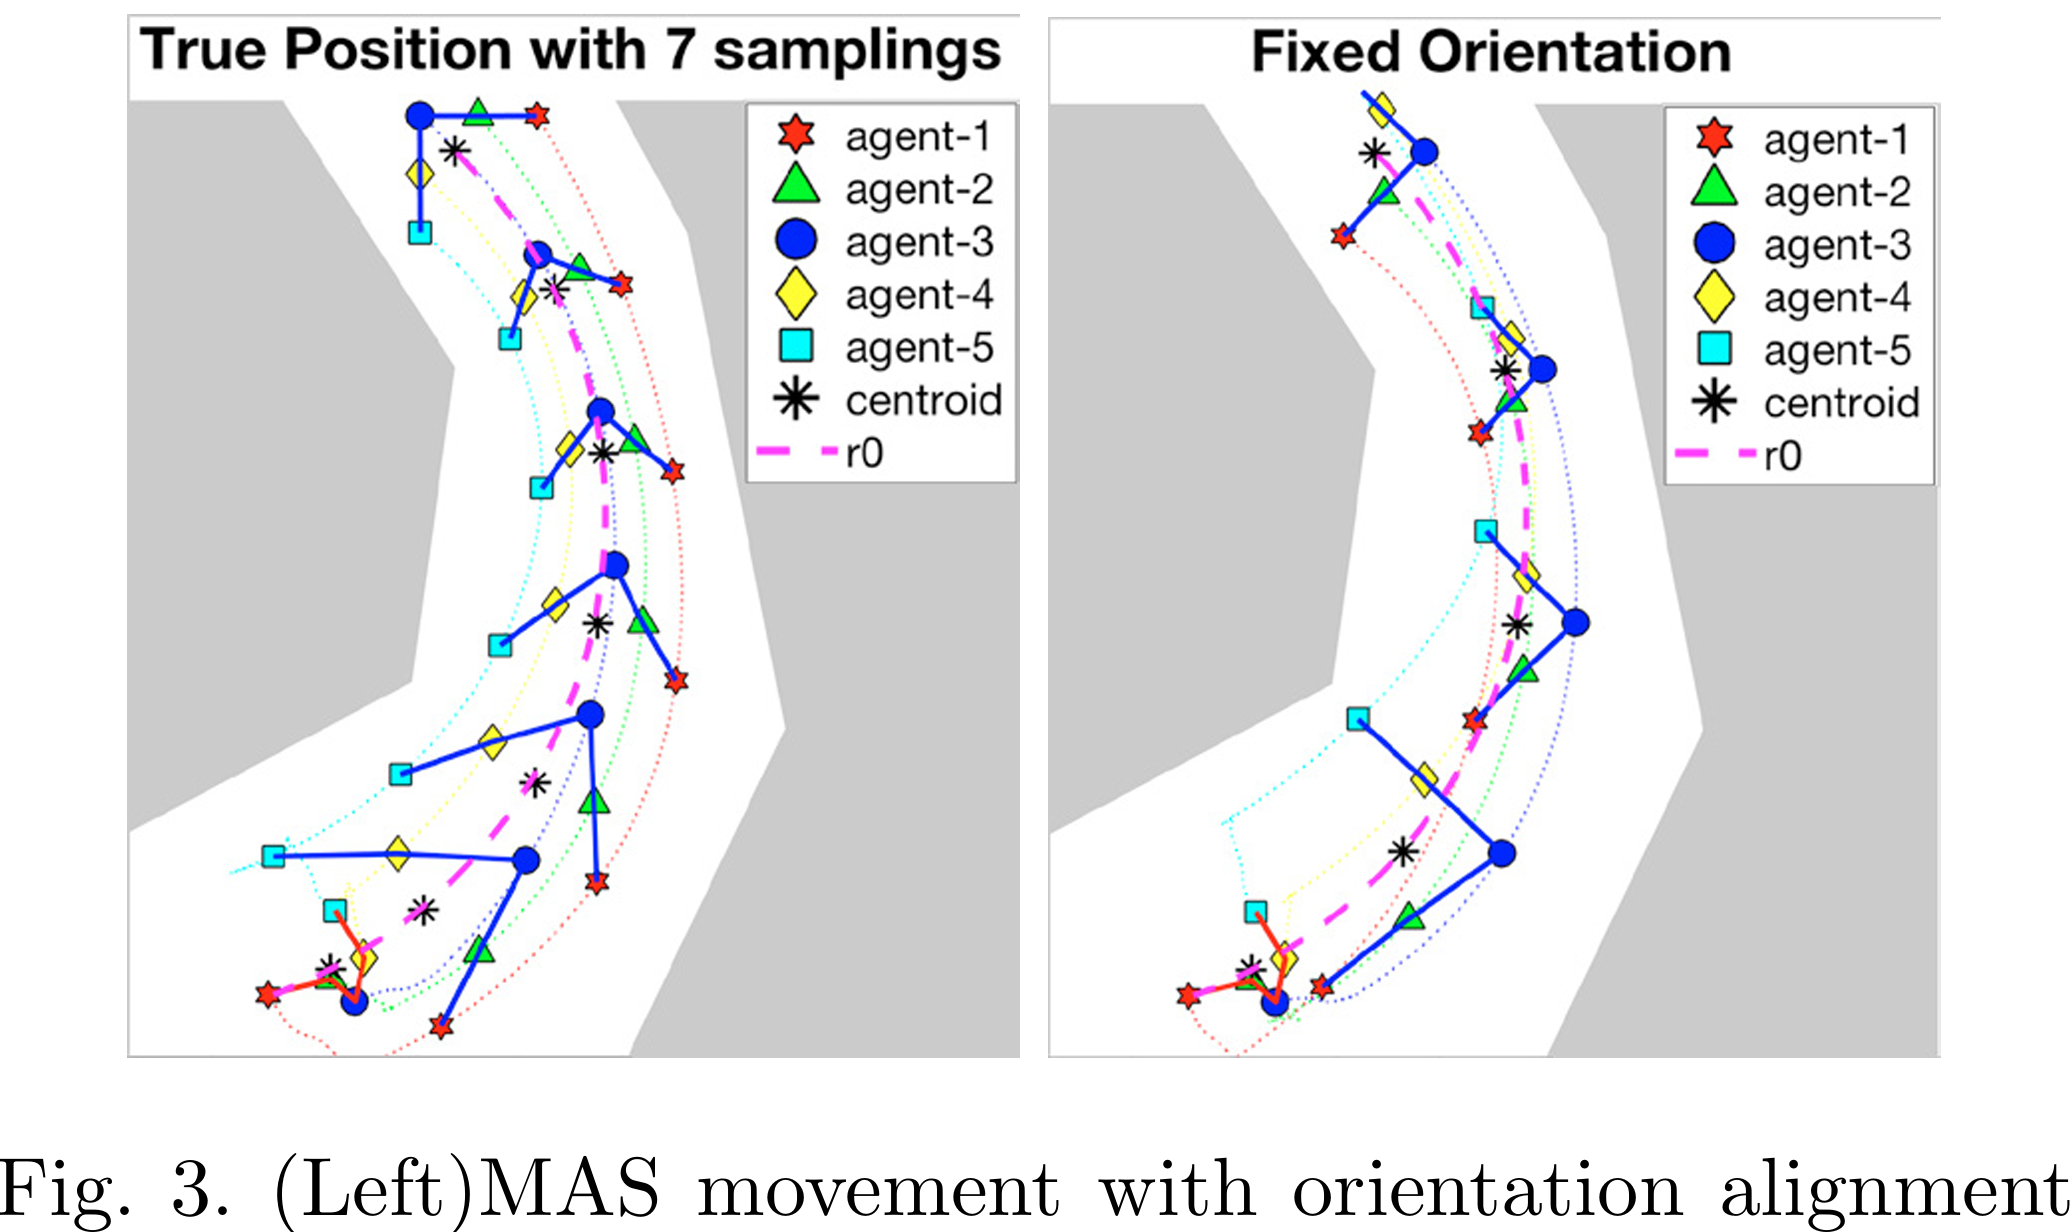 True Position with 7 samplings
agent-1
agent-2
agent-3
agent-4
agent-5
centroid
r0
Fixed Orientation
agent-1
agent-2
agent-3
agent-4
agent-5
centroid
r0
Fig. 3. (Left)MAS movement with orientation alignment